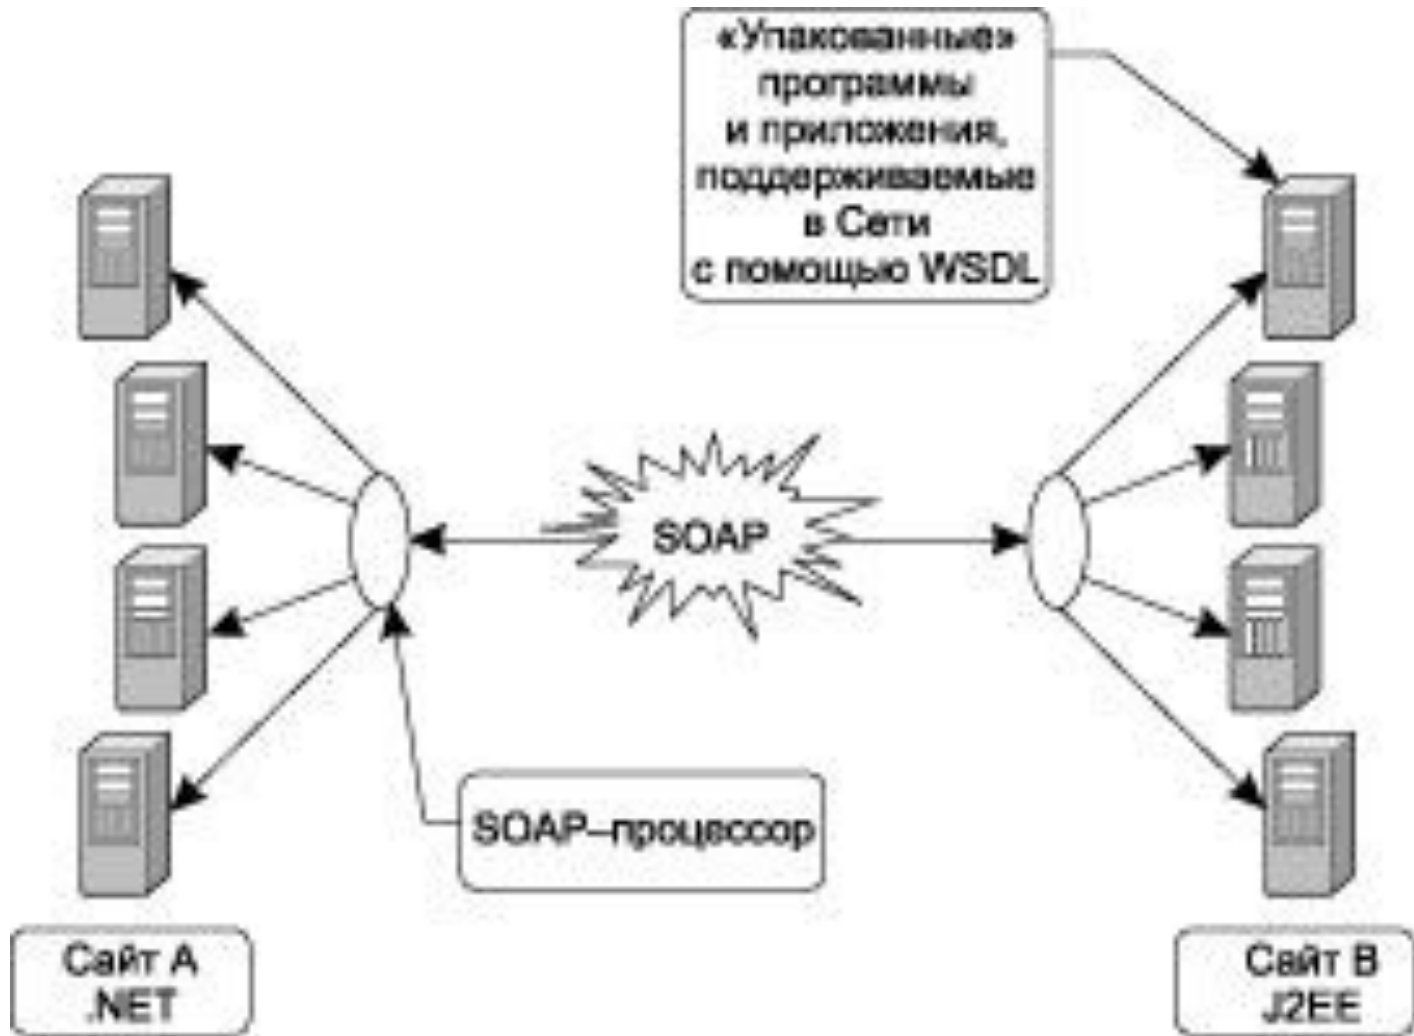 «Упакованные»
программы
и приложения,
поддерживаемые
в Сети
с помощью WSDL
SOAP
SOAP–процессор
Сайт A
.NET
Сайт B
J2EE